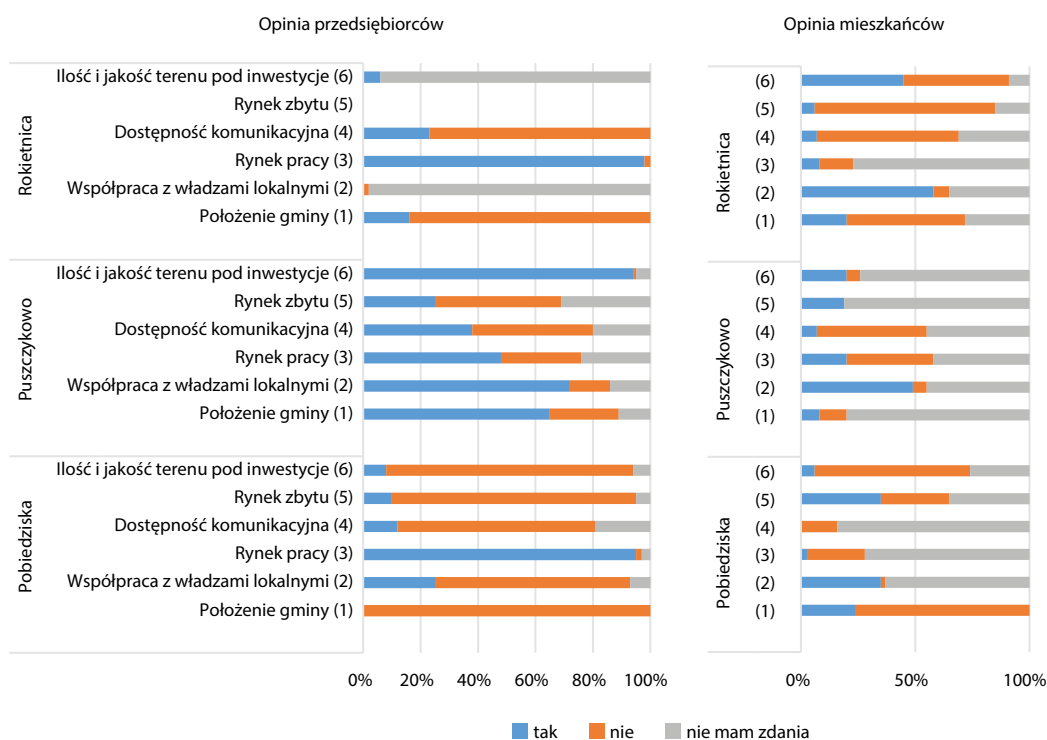 Opinia przedsiębiorców
Opinia mieszkańców
Rokietnica
Ilość i jakość terenu pod inwestycje (6)
Rynek zbytu (5)
Dostępność komunikacyjna (4)
Rynek pracy (3)
Współpraca z władzami lokalnymi (2)
Położenie gminy (1)
Puszczykowo
Ilość i jakość terenu pod inwestycje (6)
Rynek zbytu (5)
Dostępność komunikacyjna (4)
Rynek pracy (3)
Współpraca z władzami lokalnymi (2)
Położenie gminy (1)
Pobiedziska
Ilość i jakość terenu pod inwestycje (6)
Rynek zbytu (5)
Dostępność komunikacyjna (4)
Rynek pracy (3)
Współpraca z władzami lokalnymi (2)
Położenie gminy (1)
0% 20% 40% 60% 80% 100%
Rokietnica
(6)
(5)
(4)
(3)
(2)
(1)
Puszczykowo
(6)
(5)
(4)
(3)
(2)
(1)
Pobiedziska
(6)
(5)
(4)
(3)
(2)
(1)
0% 50% 100%
tak nie nie mam zdania